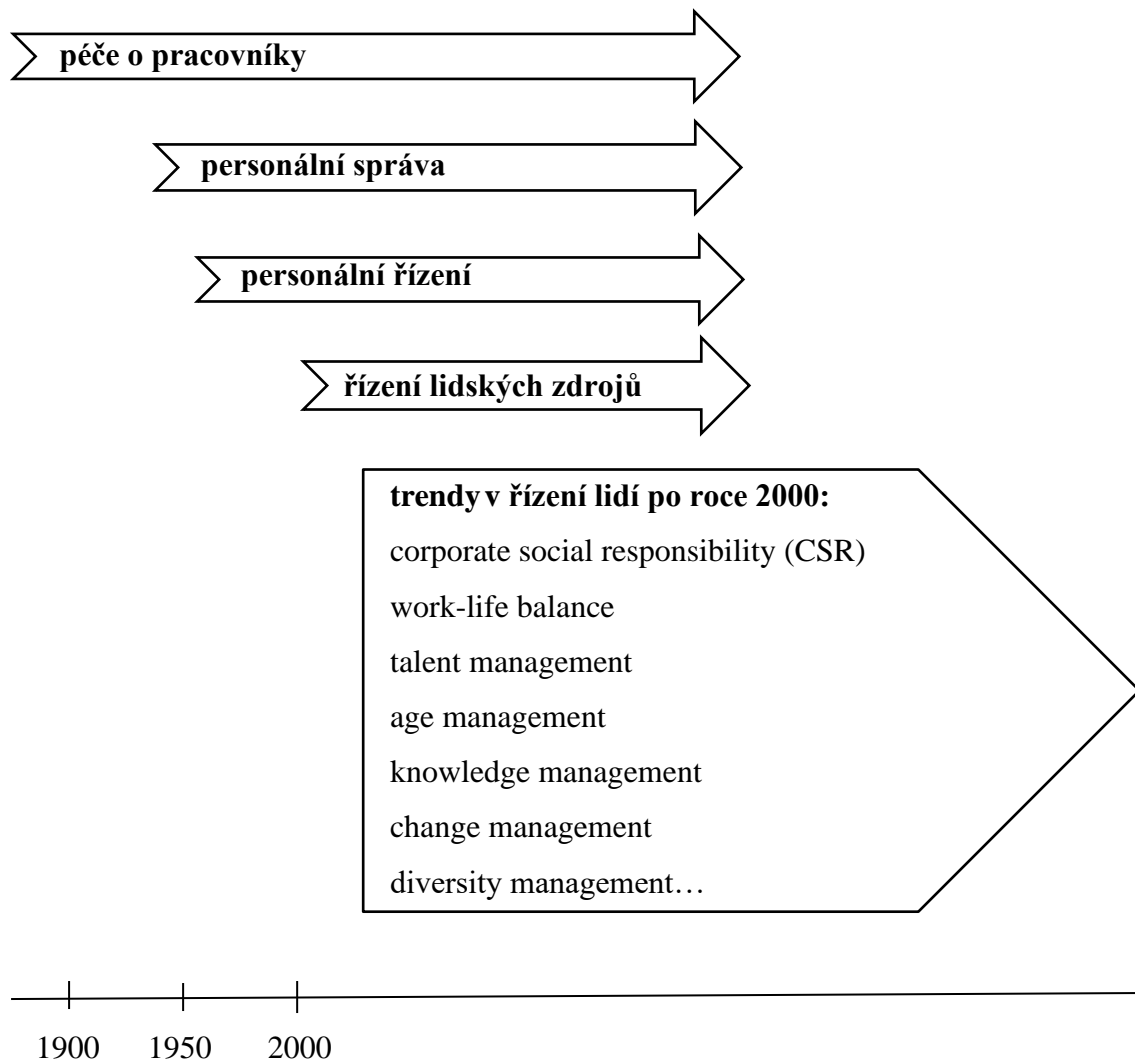 péče o pracovníky
personální správa
personální řízení
řízení lidských zdrojů
trendy v řízení lidí po roce 2000:
corporate social responsibility (CSR)
work-life balance
talent management
age management
knowledge management
change management
diversity management…
1900 1950 2000